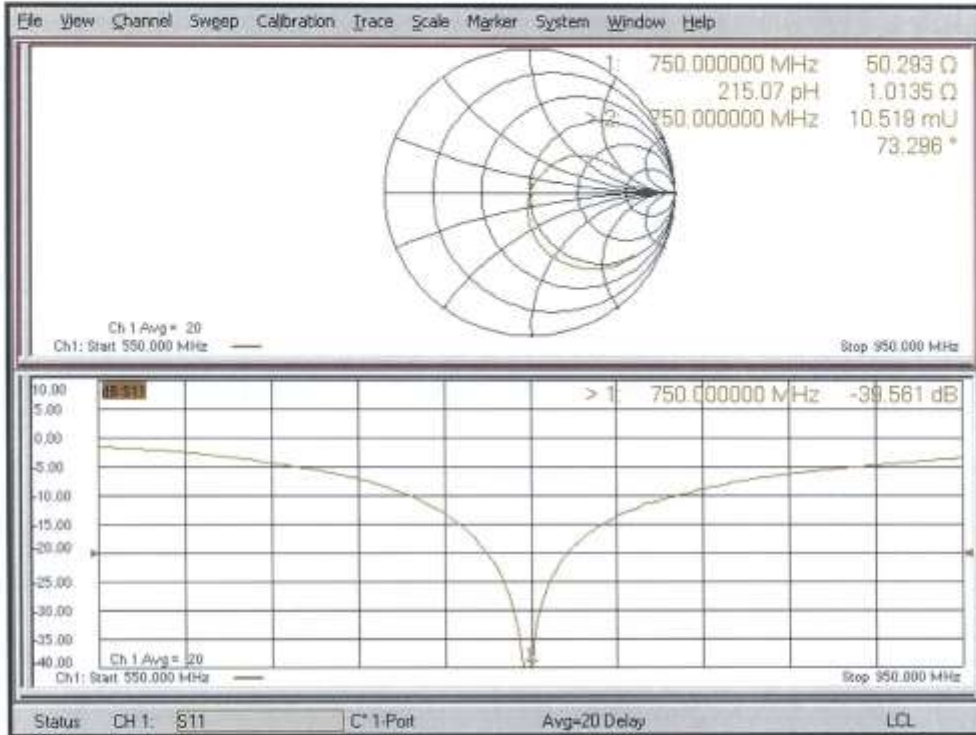 File View Channel Sweep Calibration Trace Scale Marker System Window Help
1: 750.000000 MHz 50.293 Ω
215.07 pH 1.0135 Ω
> 2: 750.000000 MHz 10.519 mU
73.296 °
Ch 1 Avg = 20
Ch1: Start 550.000 MHz
Stop 950.000 MHz
10.00
dB-S11
> 1: 750.000000 MHz -39.561 dB
5.00
0.00
-5.00
-10.00
-15.00
-20.00
-25.00
-30.00
-35.00
-40.00
Ch 1 Avg = 20
Ch1: Start 550.000 MHz
Stop 950.000 MHz
Status CH 1: S11 C* 1-Port Avg=20 Delay LCL